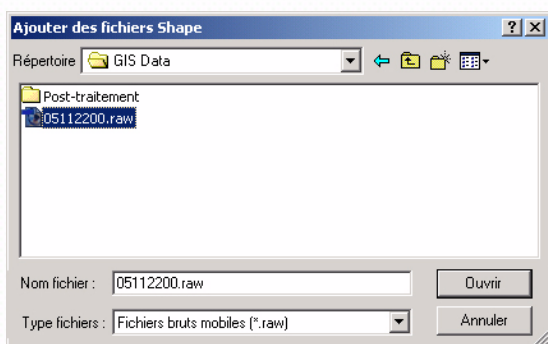 Ajouter des fichiers Shape
Répertoire GIS Data
Post-traitement
05112200.raw
Nom fichier : 05112200.raw Ouvrir
Type fichiers : Fichiers bruts mobiles (*.raw) Annuler